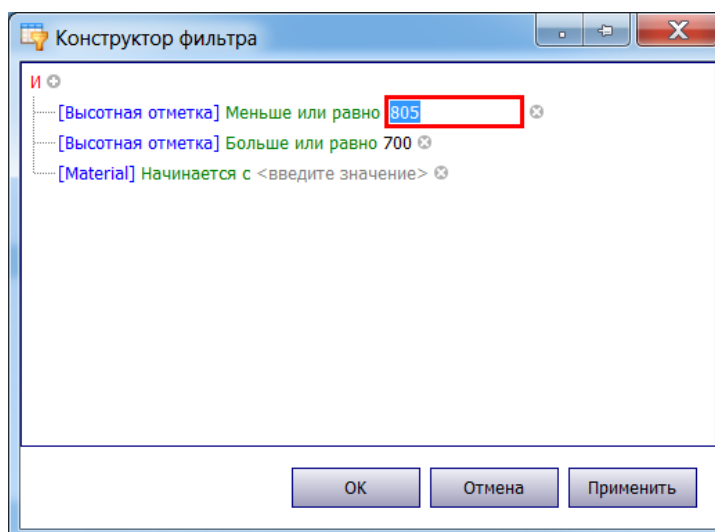 Конструктор фильтра
И
[Высотная отметка] Меньше или равно 805
[Высотная отметка] Больше или равно 700
[Material] Начинается с <введите значение>
ОК Отмена Применить